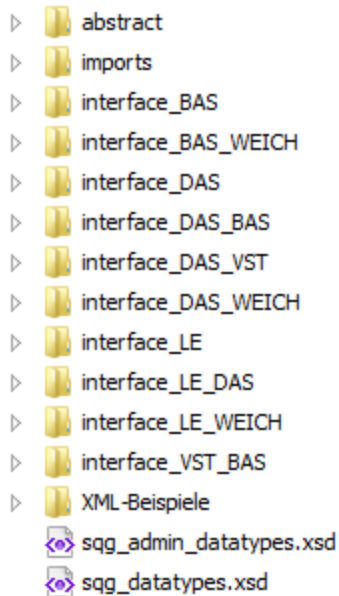 abstract
imports
interface_BAS
interface_BAS_WEICH
interface_DAS
interface_DAS_BAS
interface_DAS_VST
interface_DAS_WEICH
interface_LE
interface_LE_DAS
interface_LE_WEICH
interface_VST_BAS
XML-Beispiele
sqg_admin_datatypes.xsd
sqg_datatypes.xsd